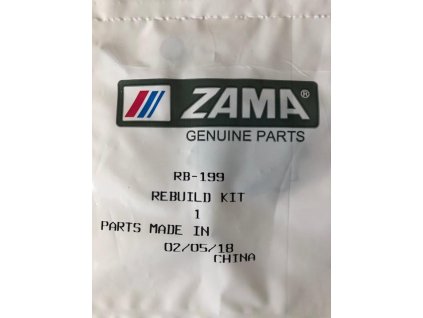 ZAMA®
GENUINE PARTS
RB-199
REBUILD KIT
1
PARTS MADE IN
02/05/18
CHINA